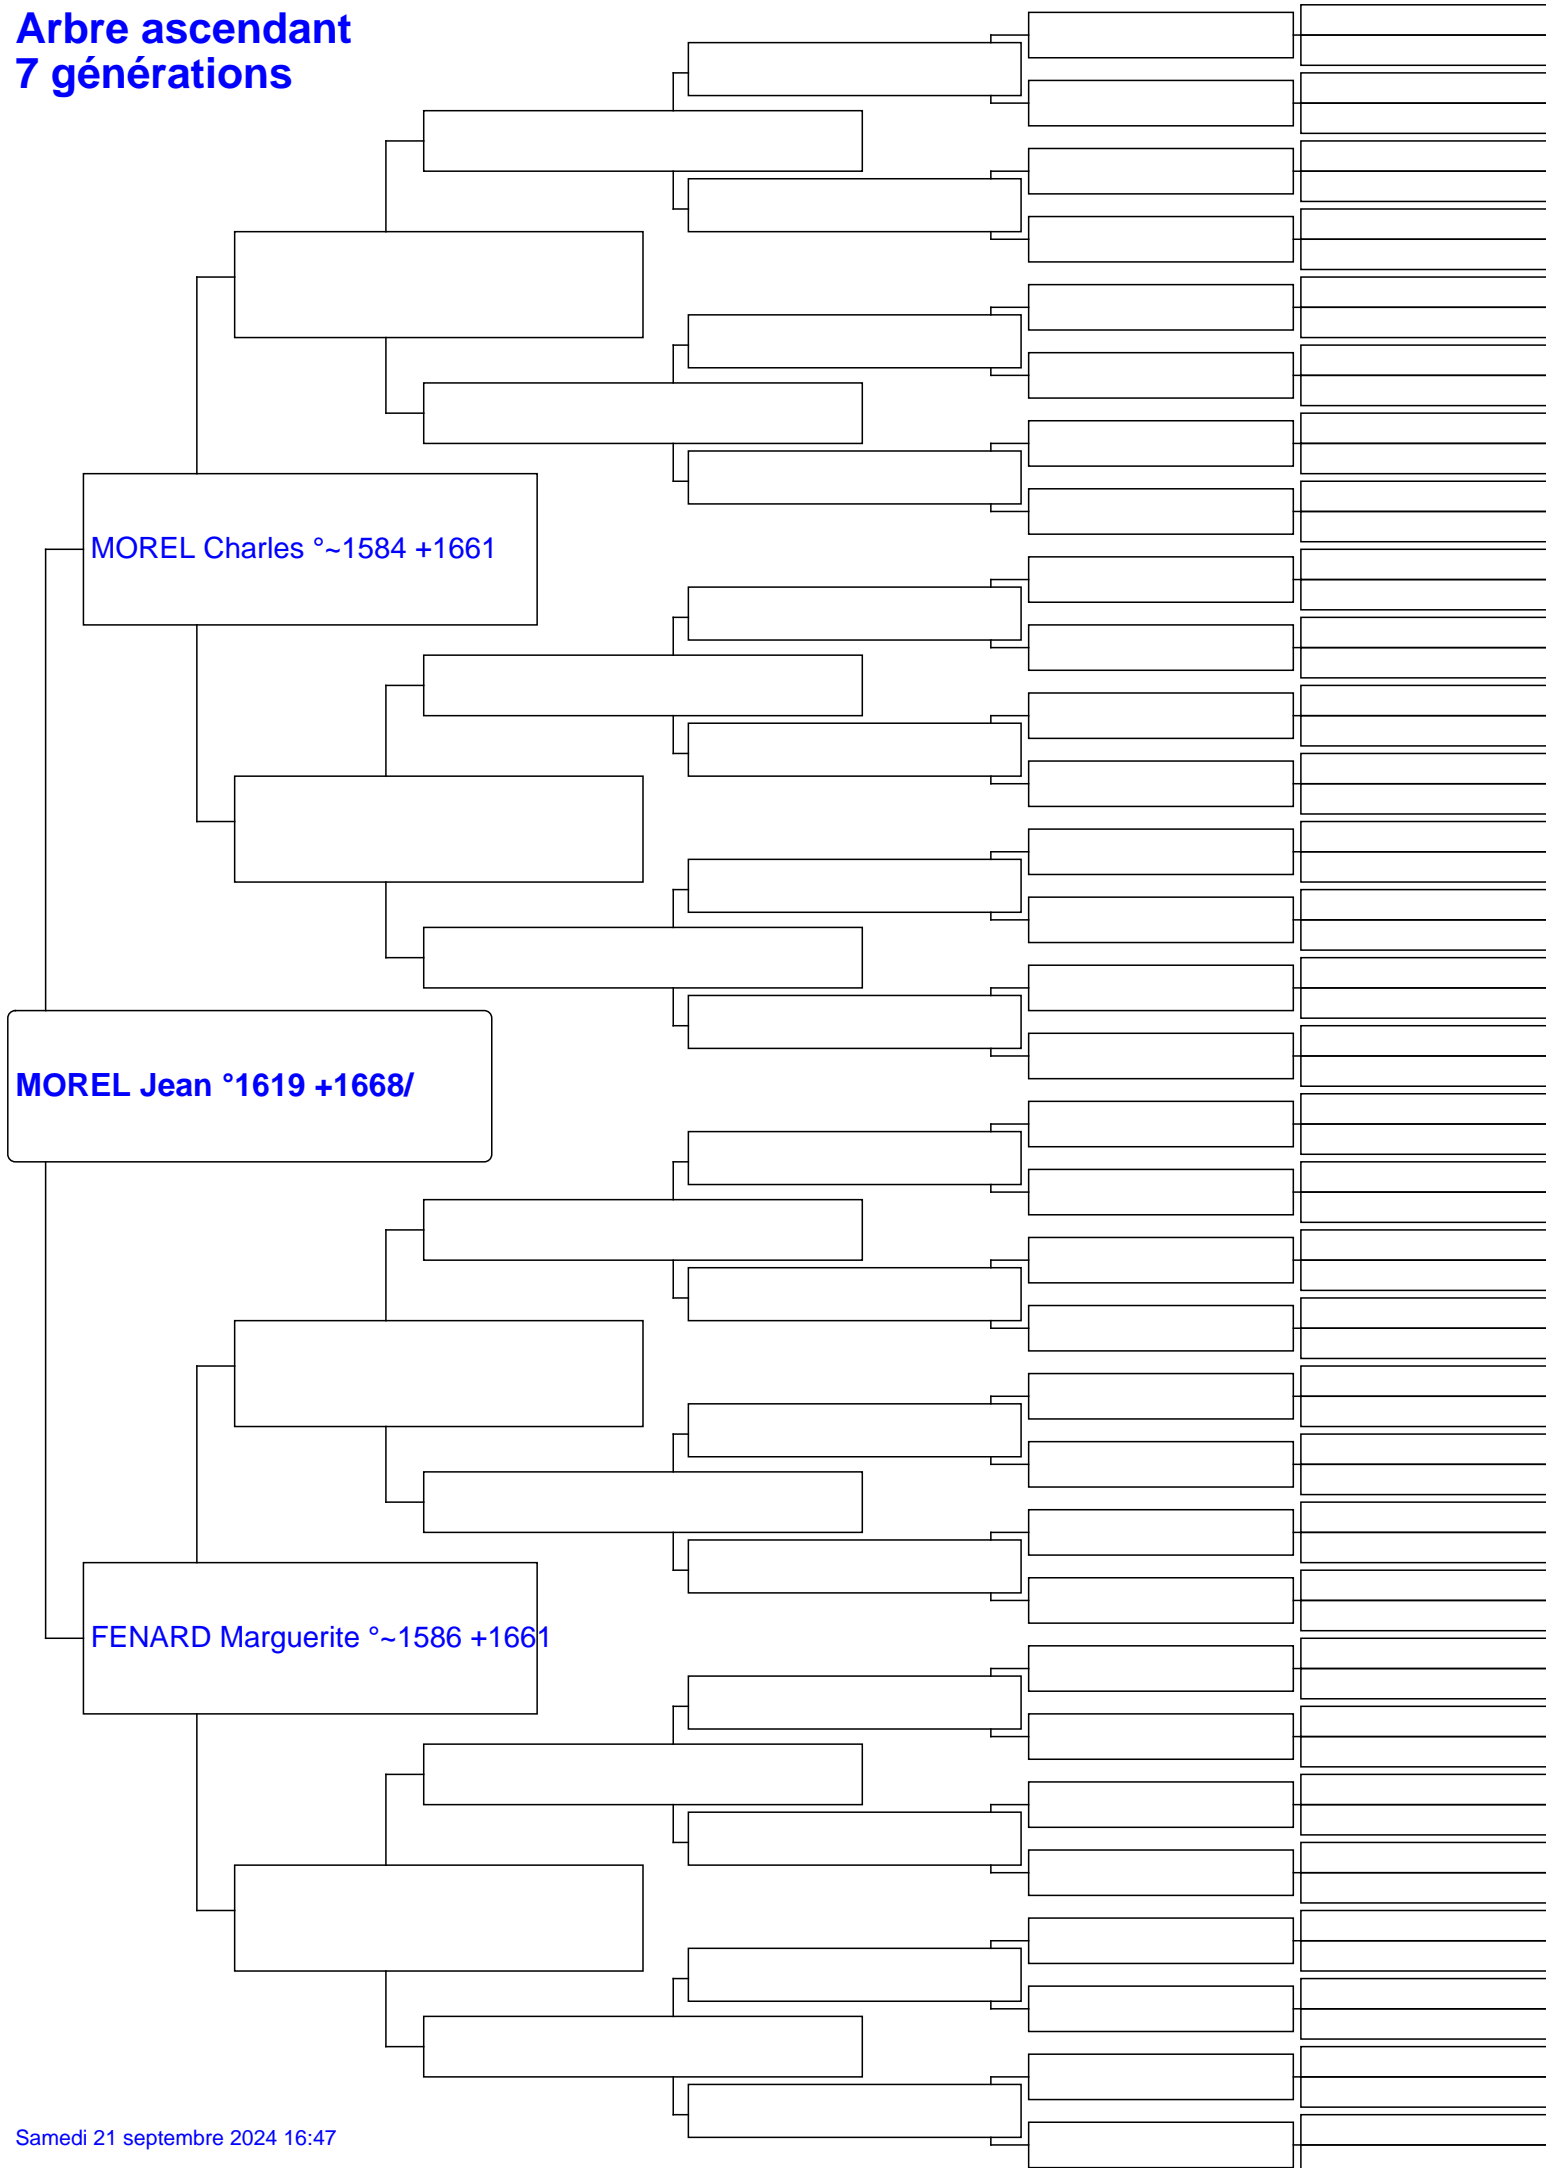 Arbre ascendant
7 générations
MOREL Charles °~1584 +1661
MOREL Jean °1619 +1668/
FENARD Marguerite °~1586 +1661
Samedi 21 septembre 2024 16:47